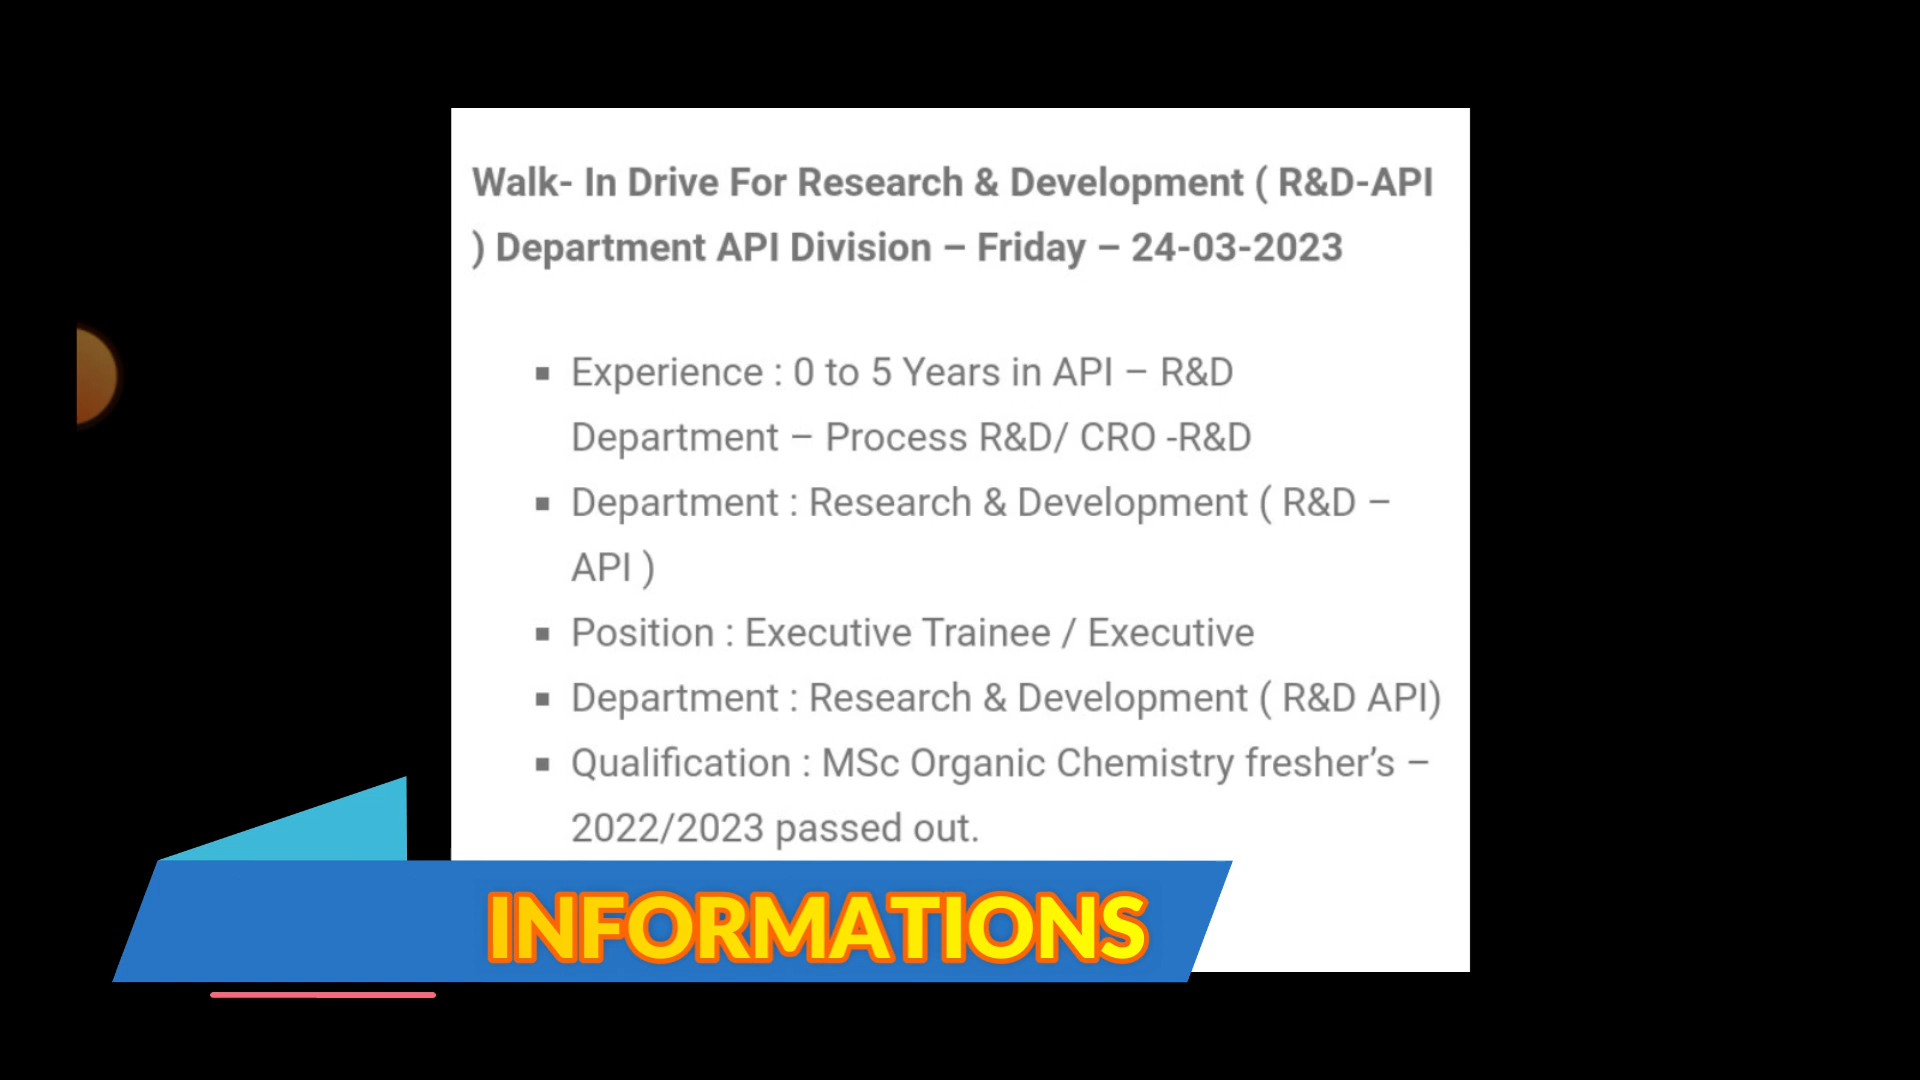 Walk- In Drive For Research & Development ( R&D-API
) Department API Division – Friday – 24-03-2023
▪ Experience : 0 to 5 Years in API – R&D
Department – Process R&D/ CRO -R&D
▪ Department : Research & Development ( R&D –
API )
▪ Position : Executive Trainee / Executive
▪ Department : Research & Development ( R&D API)
▪ Qualification : MSc Organic Chemistry fresher’s –
2022/2023 passed out.
INFORMATIONS